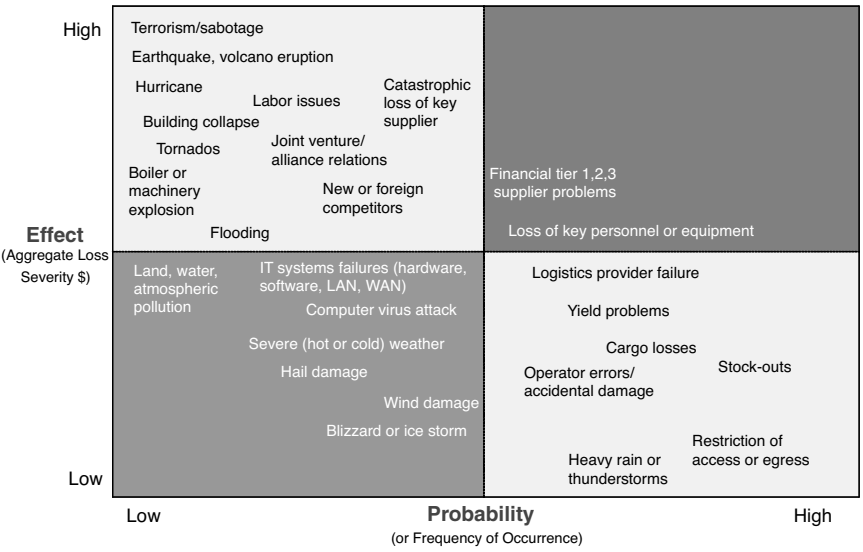 High
Terrorism/sabotage
Earthquake, volcano eruption
Hurricane
Labor issues
Catastrophic
loss of key
supplier
Building collapse
Tornados
Joint venture/
alliance relations
Boiler or
machinery
explosion
New or foreign
competitors
Flooding
Financial tier 1,2,3
supplier problems
Loss of key personnel or equipment
Effect
(Aggregate Loss
Severity $)
Land, water,
atmospheric
pollution
IT systems failures (hardware,
software, LAN, WAN)
Computer virus attack
Severe (hot or cold) weather
Hail damage
Wind damage
Blizzard or ice storm
Logistics provider failure
Yield problems
Cargo losses
Stock-outs
Operator errors/
accidental damage
Restriction of
access or egress
Heavy rain or
thunderstorms
Low
Low
Probability
(or Frequency of Occurrence)
High